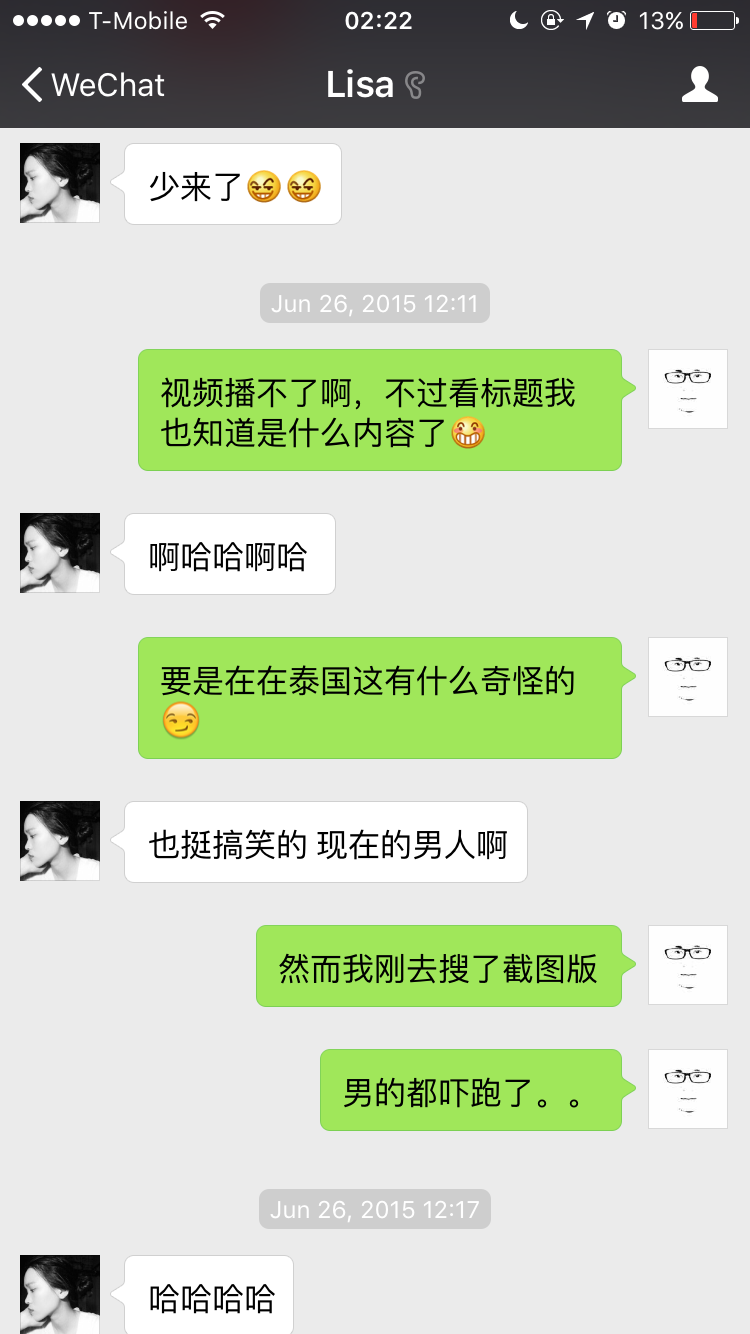 T-Mobile 02:22 13%
WeChat Lisa
少来了😝😝
Jun 26, 2015 12:11
视频播不了啊，不过看标题我
也知道是什么内容了😁
啊哈哈啊哈
要是在在泰国这有什么奇怪的
😏
也挺搞笑的 现在的男人啊
然而我刚去搜了截图版
男的都吓跑了。。
Jun 26, 2015 12:17
哈哈哈哈